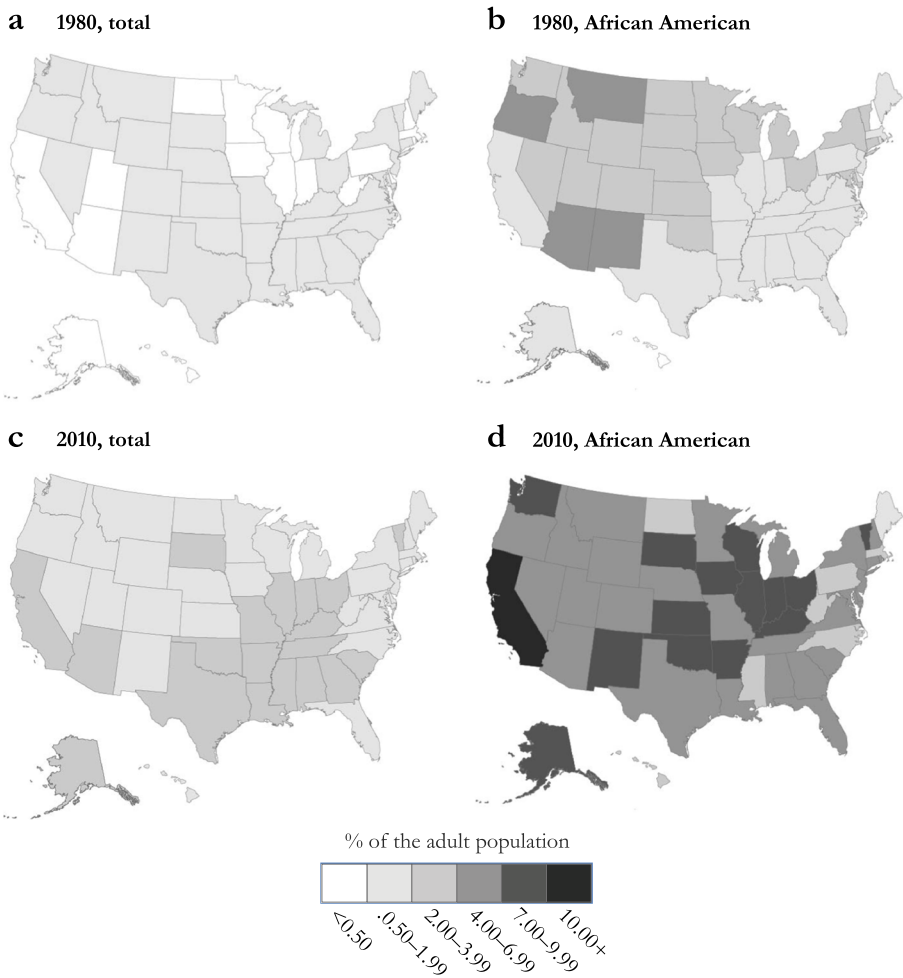 a 1980, total
b 1980, African American
c 2010, total
d 2010, African American
% of the adult population
<0.50
.0.50–1.99
2.00–3.99
4.00–6.99
7.00–9.99
10.00+